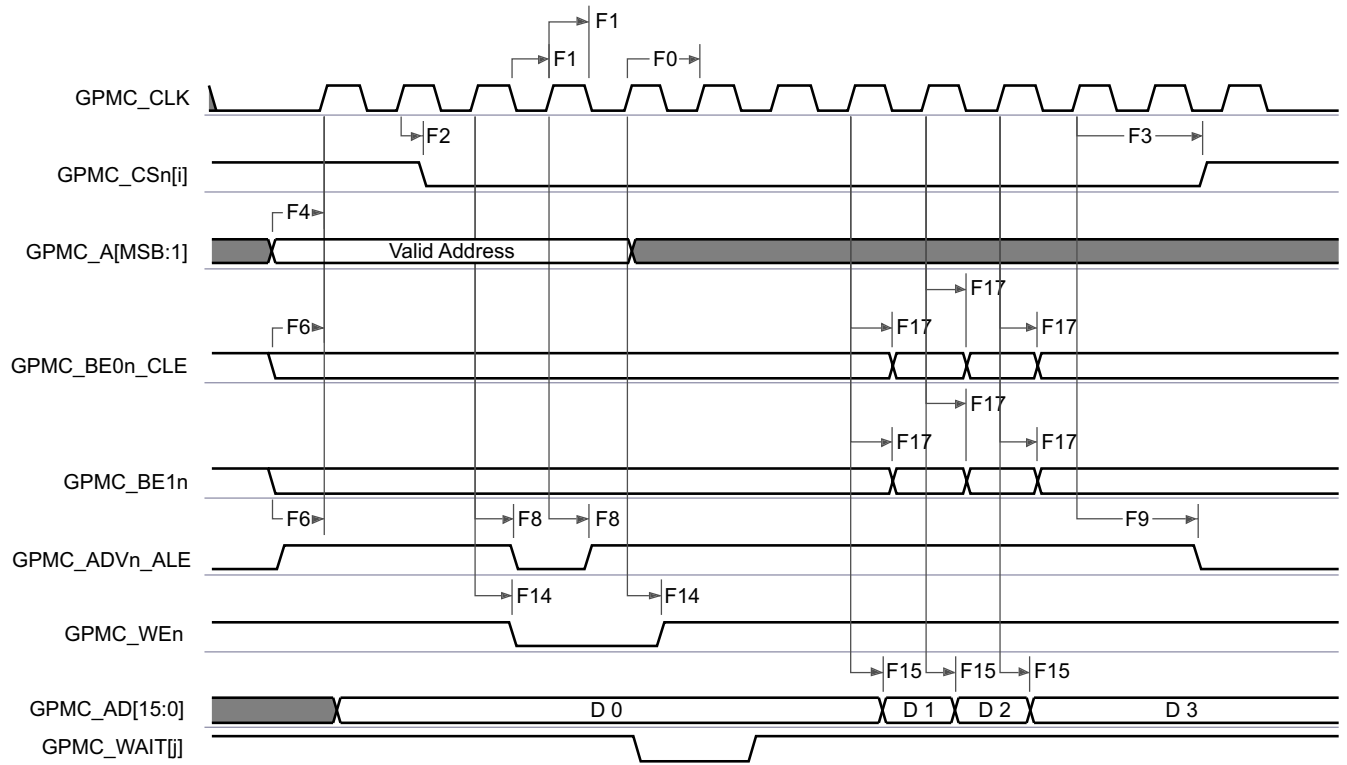 F1
F1 F0
GPMC_CLK
F2 F3
GPMC_CSn[i]
F4
GPMC_A[MSB:1] Valid Address
F17
F6 F17 F17
GPMC_BE0n_CLE
F17
F17 F17
GPMC_BE1n
F6 F8 F8 F9
GPMC_ADVn_ALE
F14 F14
GPMC_WEn
F15 F15 F15
GPMC_AD[15:0] D 0 D 1 D 2 D 3
GPMC_WAIT[j]